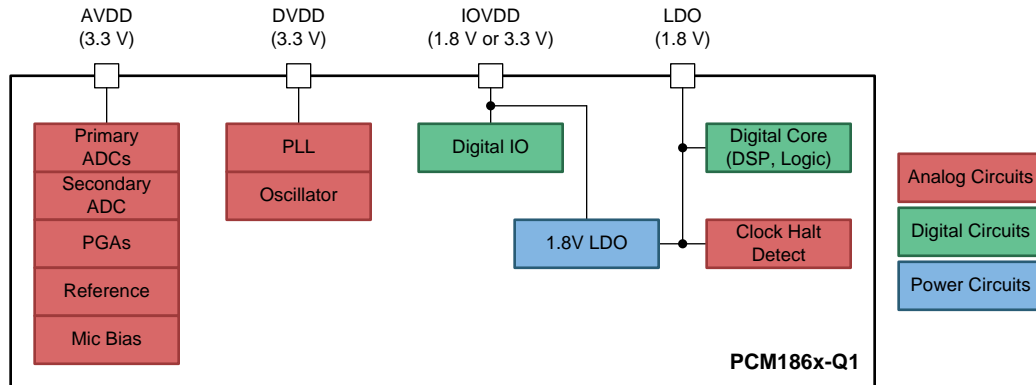 AVDD
(3.3 V)
DVDD
(3.3 V)
IOVDD
(1.8 V or 3.3 V)
LDO
(1.8 V)
Primary
ADCs
Secondary
ADC
PGAs
Reference
Mic Bias
PLL
Oscillator
Digital IO
1.8V LDO
Digital Core
(DSP, Logic)
Clock Halt
Detect
Analog Circuits
Digital Circuits
Power Circuits
PCM186x-Q1